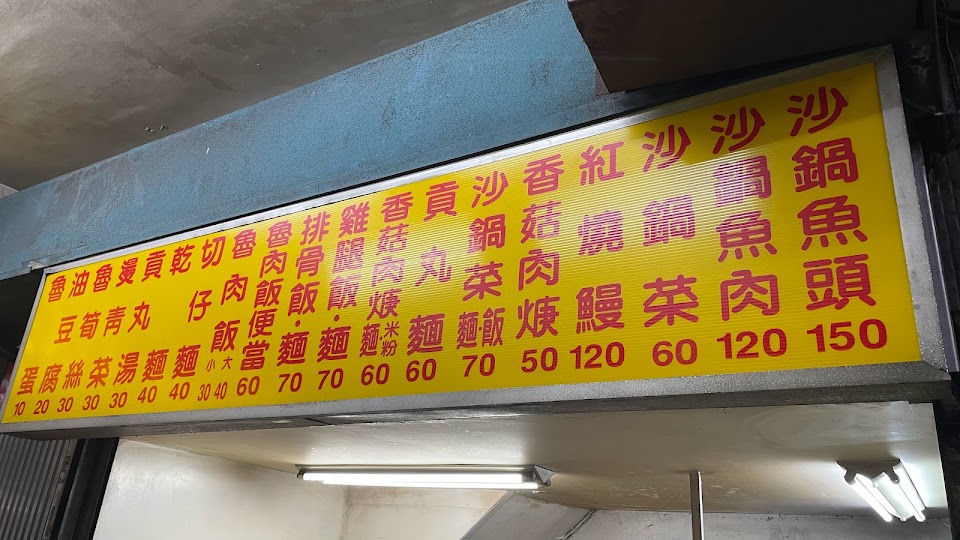 沙鍋魚頭 150
沙鍋魚肉 120
沙鍋菜 60
紅燒鰻 120
香菇肉焿 50
沙鍋菜麵·飯 70
貢丸麵 60
香菇肉焿麵米粉 60
雞腿飯·麵 70
排骨飯·麵 70
魯肉飯便當 60
魯肉飯 大40 小30
切仔麵 40
乾麵 40
貢丸湯 30
燙青菜 30
魯筍絲 30
油豆腐 20
魯蛋 10